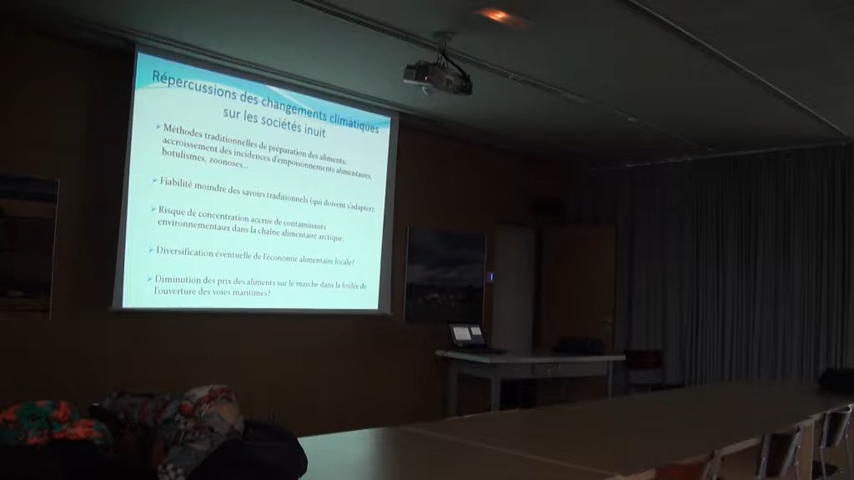 Répercussions des changements climatiques
sur les sociétés inuit
Méthodes traditionnelles de préparation des aliments:
accroissement des incidences d'empoisonnements alimentaires,
botulismes, zoonoses...
Fiabilité moindre des savoirs traditionnels (qui doivent s'adapter).
Risque de concentration accrue de contaminants
environnementaux dans la chaîne alimentaire arctique.
Diversification éventuelle de l'économie alimentaire locale?
Diminution des prix des aliments sur le marche dans la foulée de
l'ouverture des voies maritimes?